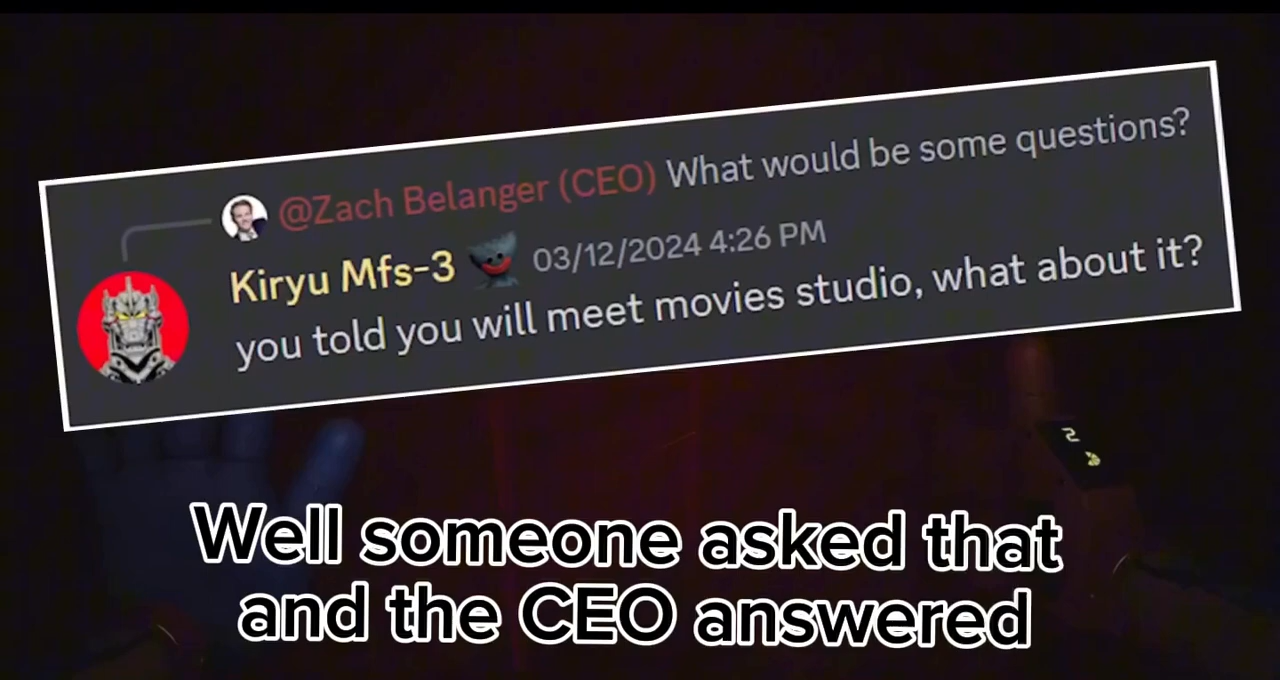 @Zach Belanger (CEO) What would be some questions?
Kiryu Mfs-3 03/12/2024 4:26 PM
you told you will meet movies studio, what about it?
Well someone asked that
and the CEO answered